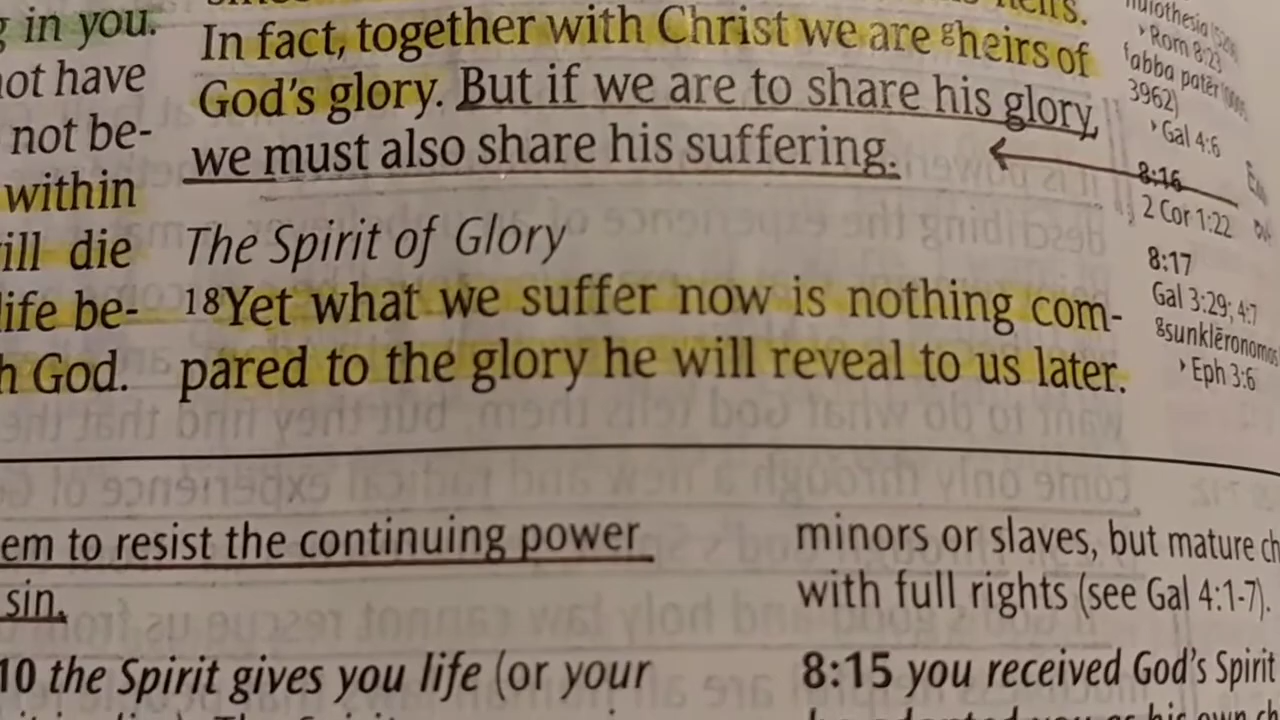 g in you.
not have
not be-
within
will die
life be-
h God.
heirs.
In fact, together with Christ we are gheirs of
God's glory. But if we are to share his glory,
we must also share his suffering.
The Spirit of Glory
18Yet what we suffer now is nothing com-
pared to the glory he will reveal to us later.
huiothesia
Rom 8:23
fabba patēr
3962)
Gal 4:6
8:16
2 Cor 1:22
8:17
Gal 3:29; 4:7
gsunklēronomos
Eph 3:6
em to resist the continuing power
sin.
10 the Spirit gives you life (or your
minors or slaves, but mature ch
with full rights (see Gal 4:1-7).
8:15 you received God's Spirit